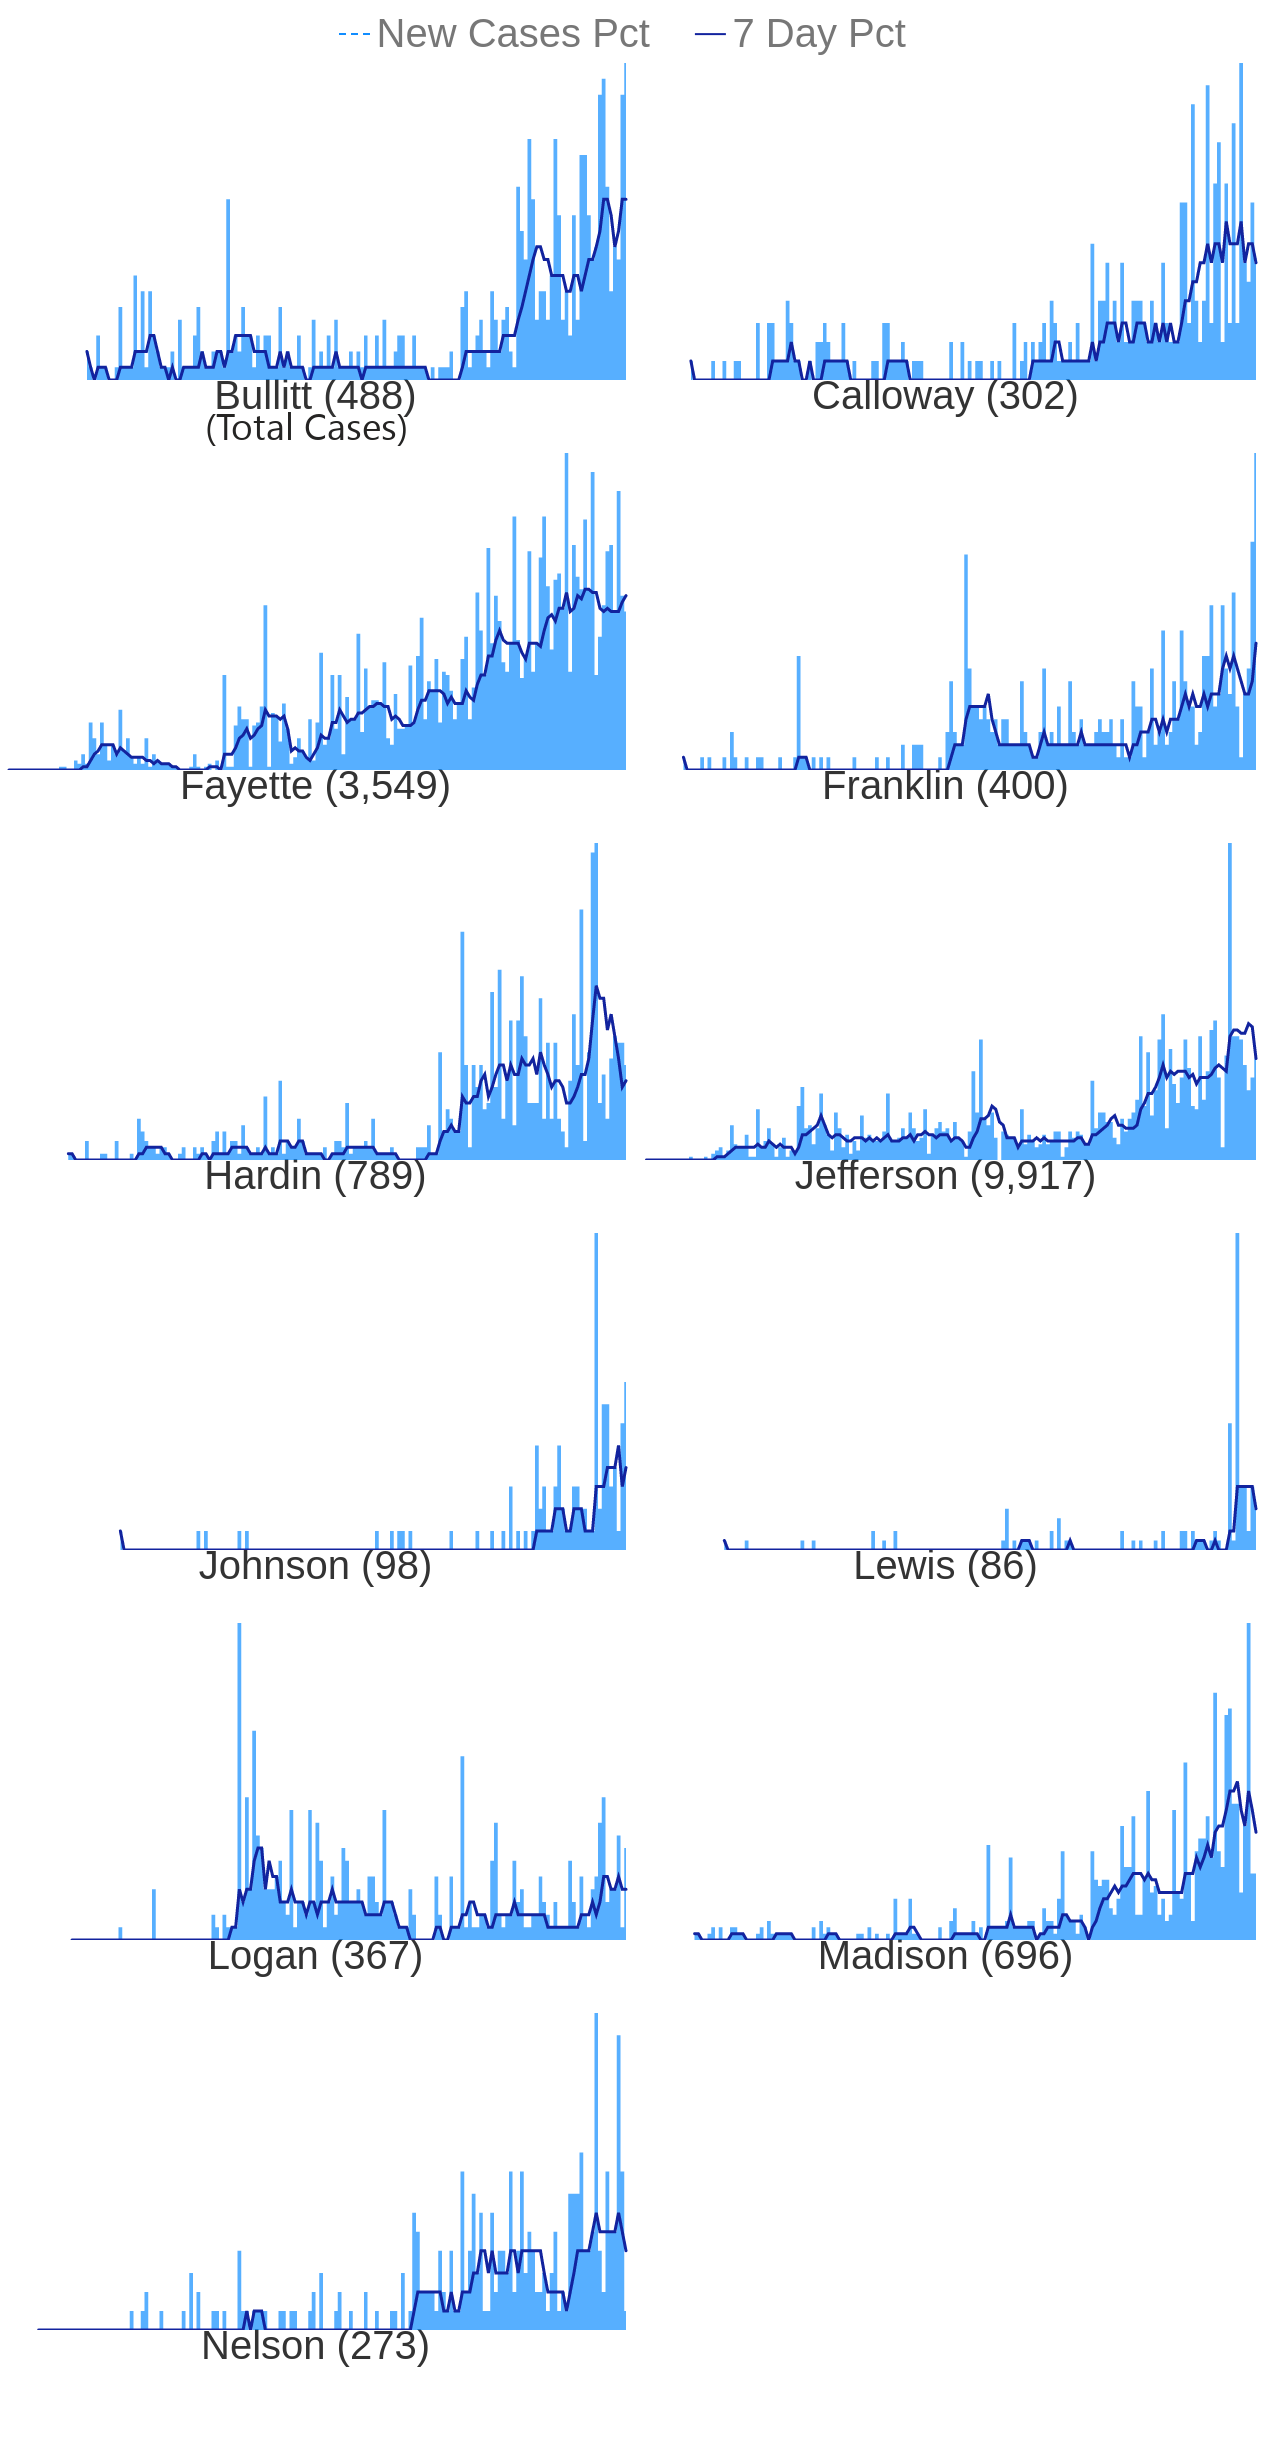 New Cases Pct 7 Day Pct
Bullitt (488) Calloway (302)
(Total Cases)
Fayette (3,549) Franklin (400)
Hardin (789) Jefferson (9,917)
Johnson (98) Lewis (86)
Logan (367) Madison (696)
Nelson (273)